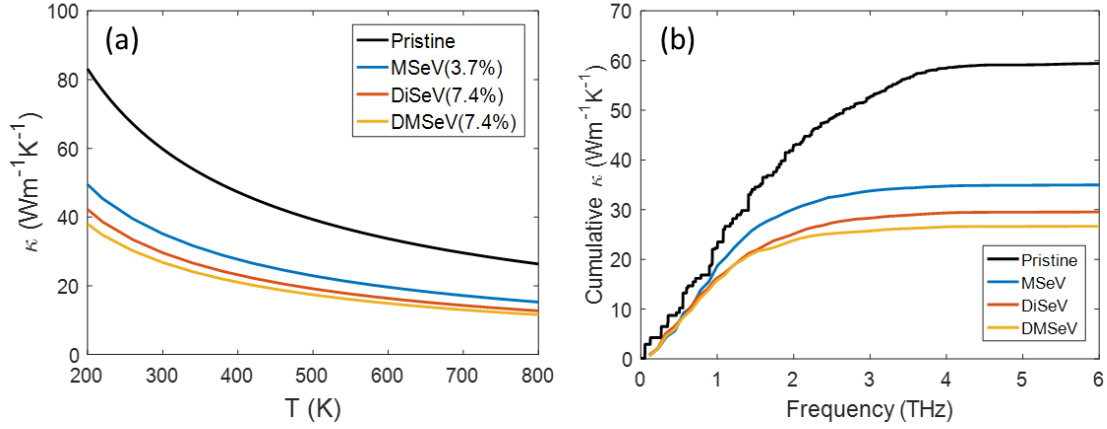 (a)
100
80
60
40
20
0
κ (Wm⁻¹K⁻¹)
200 300 400 500 600 700 800
T (K)
Pristine
MSeV(3.7%)
DiSeV(7.4%)
DMSeV(7.4%)
(b)
70
60
50
40
30
20
10
0
Cumulative κ (Wm⁻¹K⁻¹)
0 1 2 3 4 5 6
Frequency (THz)
Pristine
MSeV
DiSeV
DMSeV